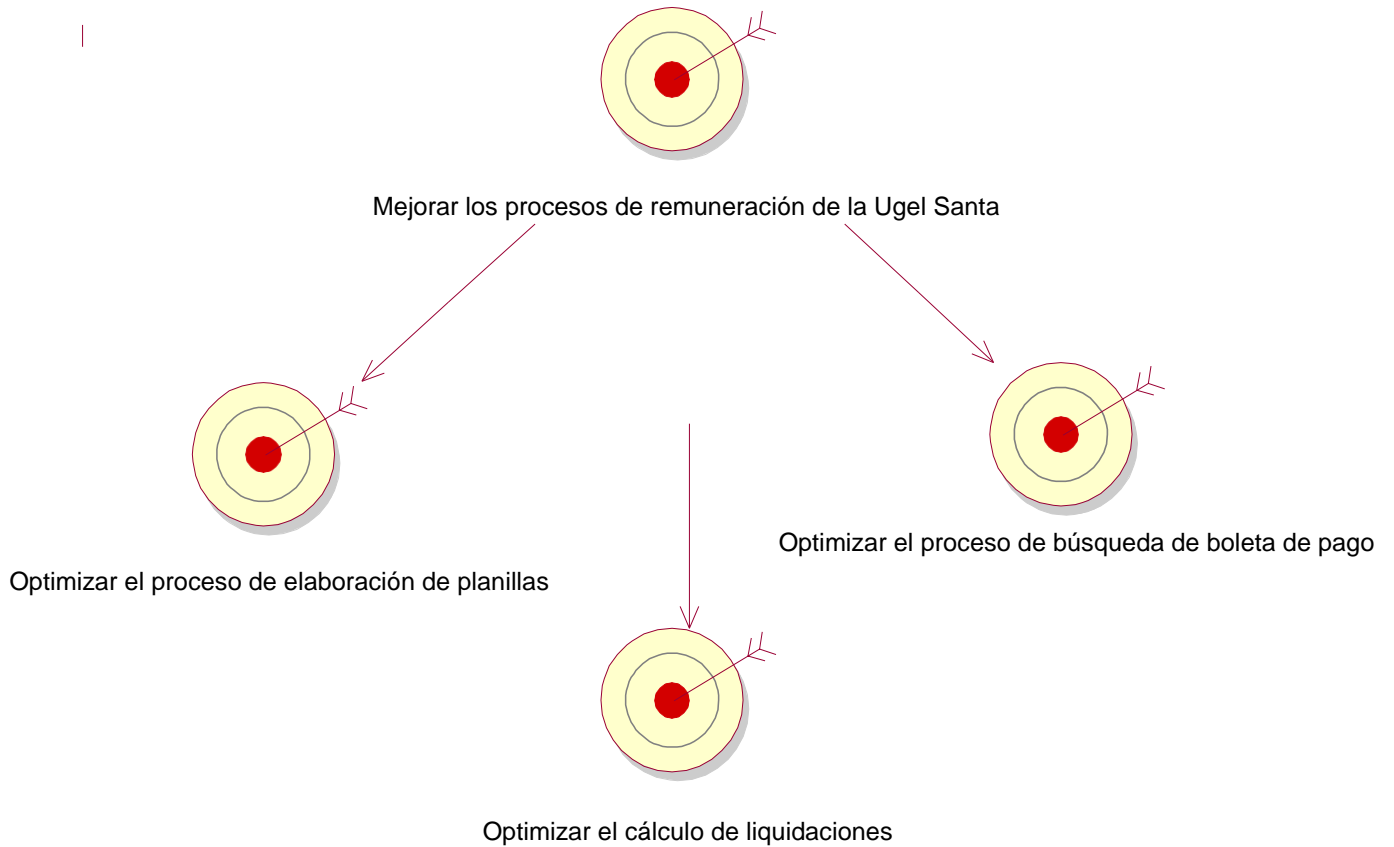 Mejorar los procesos de remuneración de la Ugel Santa
Optimizar el proceso de búsqueda de boleta de pago
Optimizar el proceso de elaboración de planillas
Optimizar el cálculo de liquidaciones